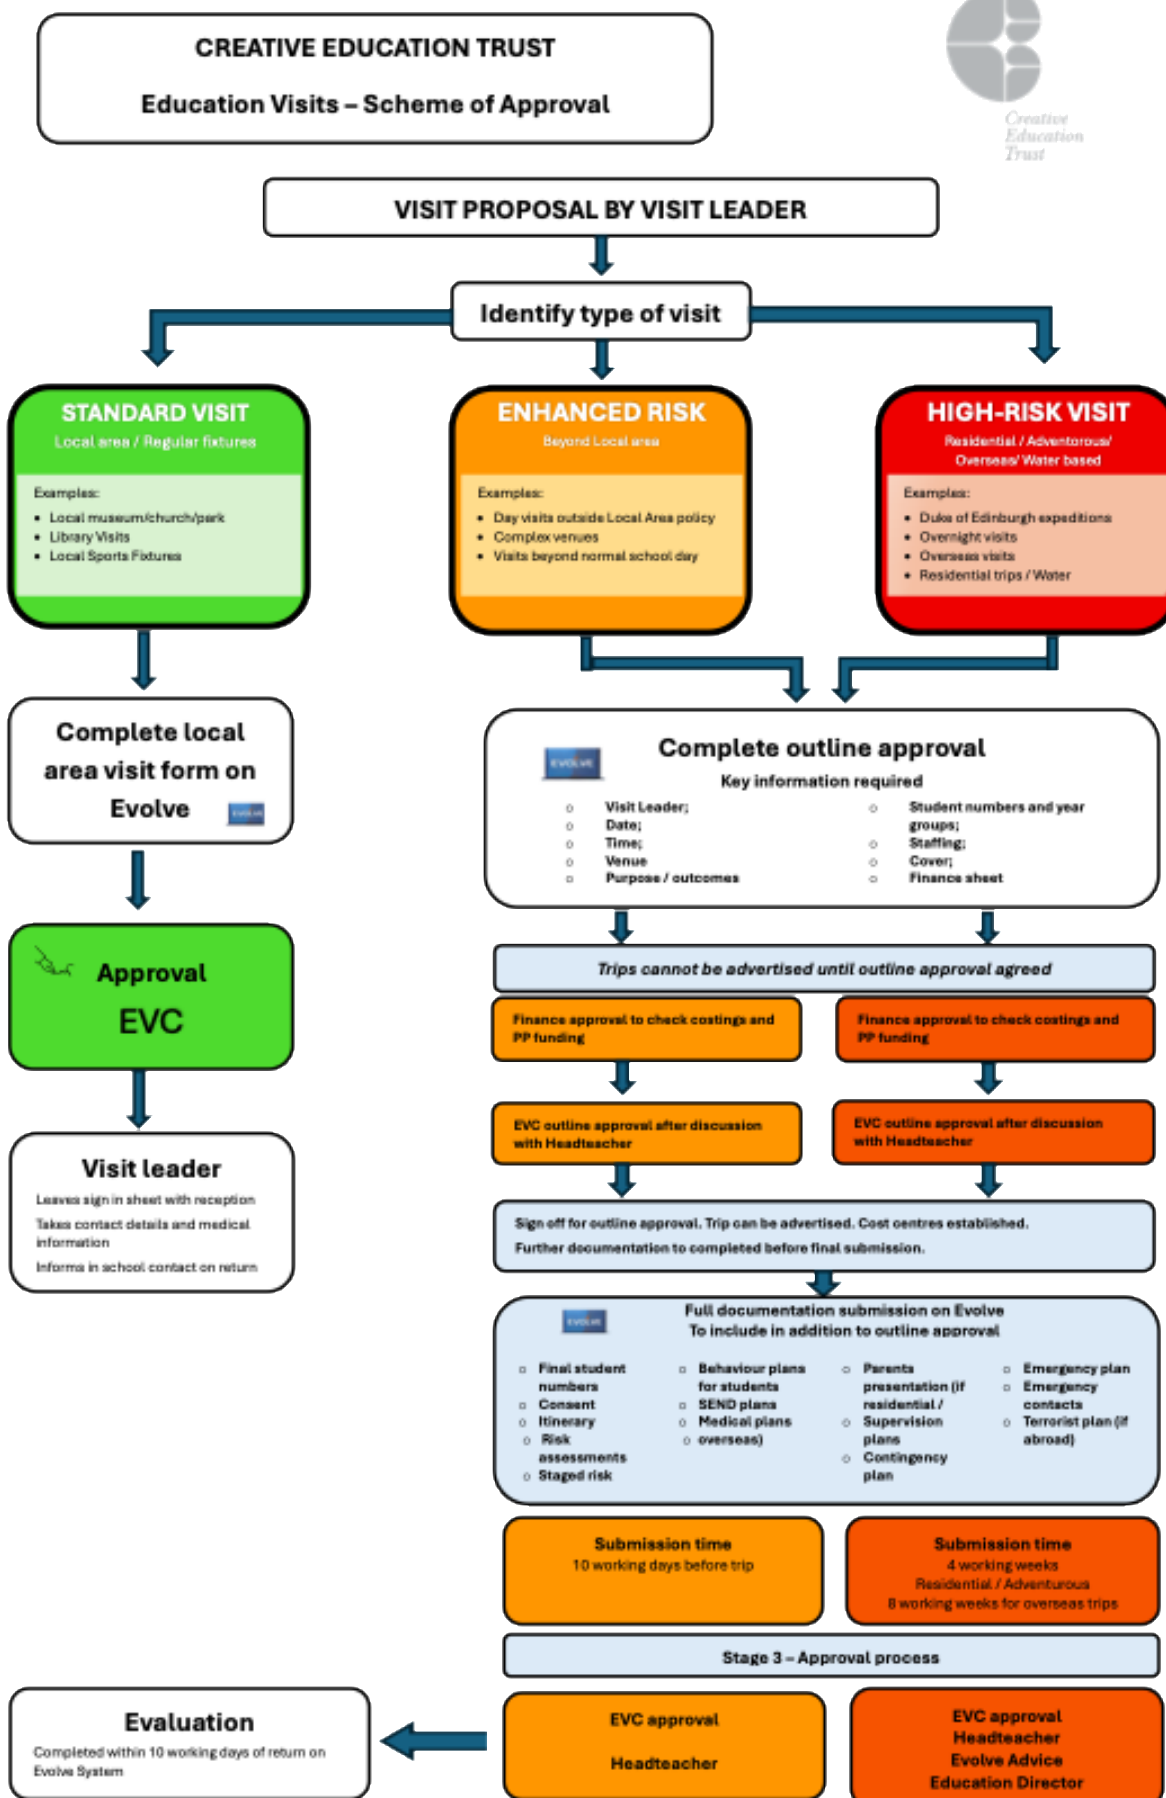 CREATIVE EDUCATION TRUST
Education Visits – Scheme of Approval
Creative
Education
Trust
VISIT PROPOSAL BY VISIT LEADER
Identify type of visit
STANDARD VISIT
Local area / Regular fixtures
Examples:
• Local museum/church/park
• Library Visits
• Local Sports Fixtures
ENHANCED RISK
Beyond Local area
Examples:
• Day visits outside Local Area policy
• Complex venues
• Visits beyond normal school day
HIGH-RISK VISIT
Residential / Adventorous/
Overseas/ Water based
Examples:
• Duke of Edinburgh expeditions
• Overnight visits
• Overseas visits
• Residential trips / Water
Complete local
area visit form on
Evolve
EVOLVE
Approval
EVC
Visit leader
Leaves sign in sheet with reception
Takes contact details and medical
information
Informs in school contact on return
EVOLVE
Complete outline approval
Key information required
o Visit Leader;
o Date;
o Time;
o Venue
o Purpose / outcomes
o Student numbers and year
groups;
o Staffing;
o Cover;
o Finance sheet
Trips cannot be advertised until outline approval agreed
Finance approval to check costings and
PP funding
Finance approval to check costings and
PP funding
EVC outline approval after discussion
with Headteacher
EVC outline approval after discussion
with Headteacher
Sign off for outline approval. Trip can be advertised. Cost centres established.
Further documentation to completed before final submission.
EVOLVE
Full documentation submission on Evolve
To include in addition to outline approval
o Final student
numbers
o Consent
o Itinerary
o Risk
assessments
o Staged risk
o Behaviour plans
for students
o SEND plans
o Medical plans
o overseas)
o Parents
presentation (if
residential /
o Supervision
plans
o Contingency
plan
o Emergency plan
o Emergency
contacts
o Terrorist plan (if
abroad)
Submission time
10 working days before trip
Submission time
4 working weeks
Residential / Adventurous
8 working weeks for overseas trips
Stage 3 – Approval process
EVC approval
Headteacher
EVC approval
Headteacher
Evolve Advice
Education Director
Evaluation
Completed within 10 working days of return on
Evolve System